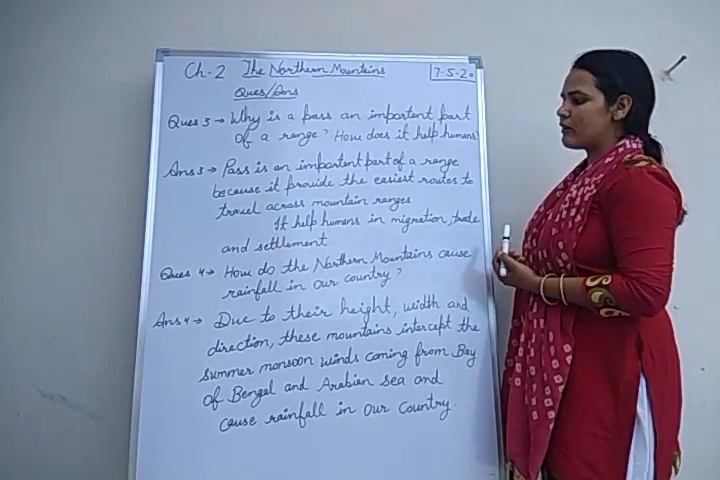 Ch-2 The Northern Mountains 7-5-20
Ques/Ans
Ques 3 → Why is a pass an importent part
of a range? How does it help humans?
Ans 3 → Pass is an importent part of a range
because it provide the easiest routes to
travel across mountain ranges
It help humans in migration, trade
and settlement.
Ques 4 → How do the Northern Mountains cause
rainfall in our country?
Ans 4 → Due to their height, width and
direction, these mountains intercept the
summer monsoon winds coming from Bay
of Bengel and Arabien sea and
cause rainfall in our country.